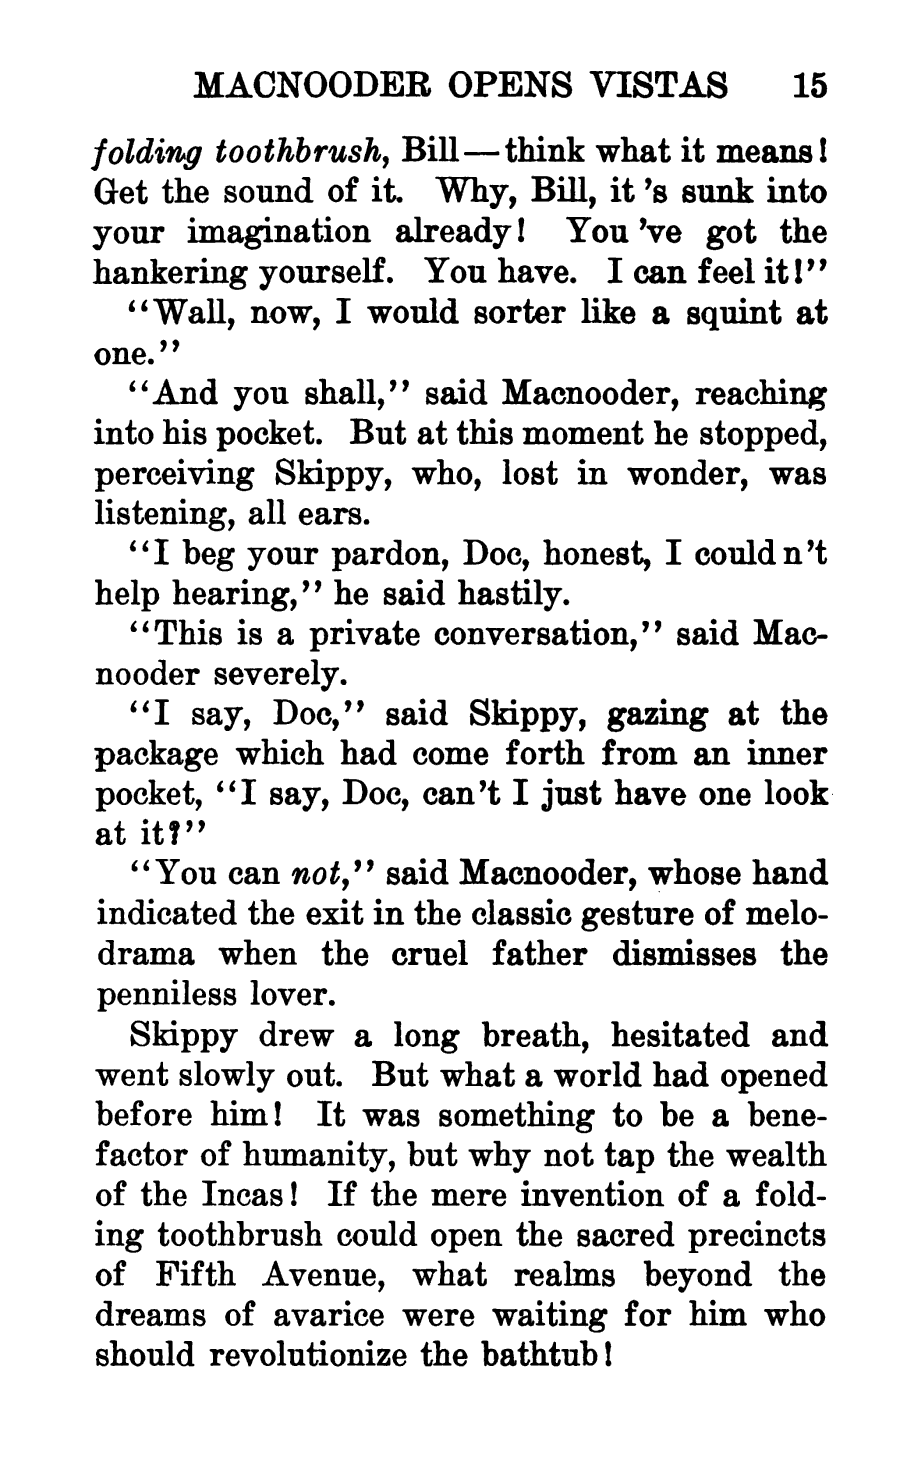 MACNOODER OPENS VISTAS 15
folding toothbrush, Bill—think what it means!
Get the sound of it. Why, Bill, it 's sunk into
your imagination already! You 've got the
hankering yourself. You have. I can feel it!"
"Wall, now, I would sorter like a squint at
one."
"And you shall," said Macnooder, reaching
into his pocket. But at this moment he stopped,
perceiving Skippy, who, lost in wonder, was
listening, all ears.
"I beg your pardon, Doc, honest, I could n't
help hearing," he said hastily.
"This is a private conversation," said Mac-
nooder severely.
"I say, Doc," said Skippy, gazing at the
package which had come forth from an inner
pocket, "I say, Doc, can't I just have one look
at it?"
"You can not," said Macnooder, whose hand
indicated the exit in the classic gesture of melo-
drama when the cruel father dismisses the
penniless lover.
Skippy drew a long breath, hesitated and
went slowly out. But what a world had opened
before him! It was something to be a bene-
factor of humanity, but why not tap the wealth
of the Incas! If the mere invention of a fold-
ing toothbrush could open the sacred precincts
of Fifth Avenue, what realms beyond the
dreams of avarice were waiting for him who
should revolutionize the bathtub!